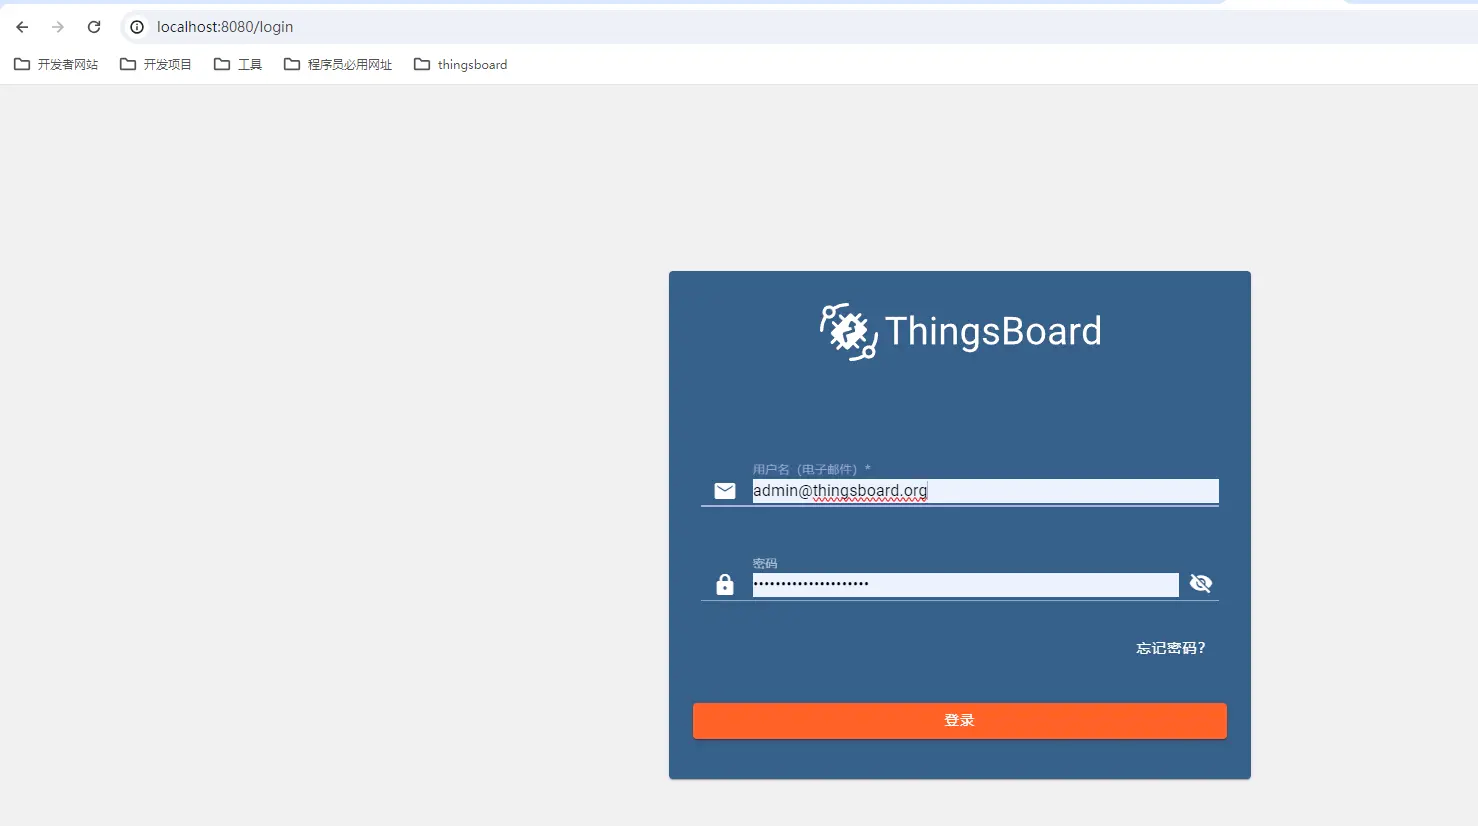 localhost:8080/login
开发者网站 开发项目 工具 程序员必用网址 thingsboard
ThingsBoard
用户名（电子邮件）*
admin@thingsboard.org
密码
•••••••••••••••••••••
忘记密码？
登录